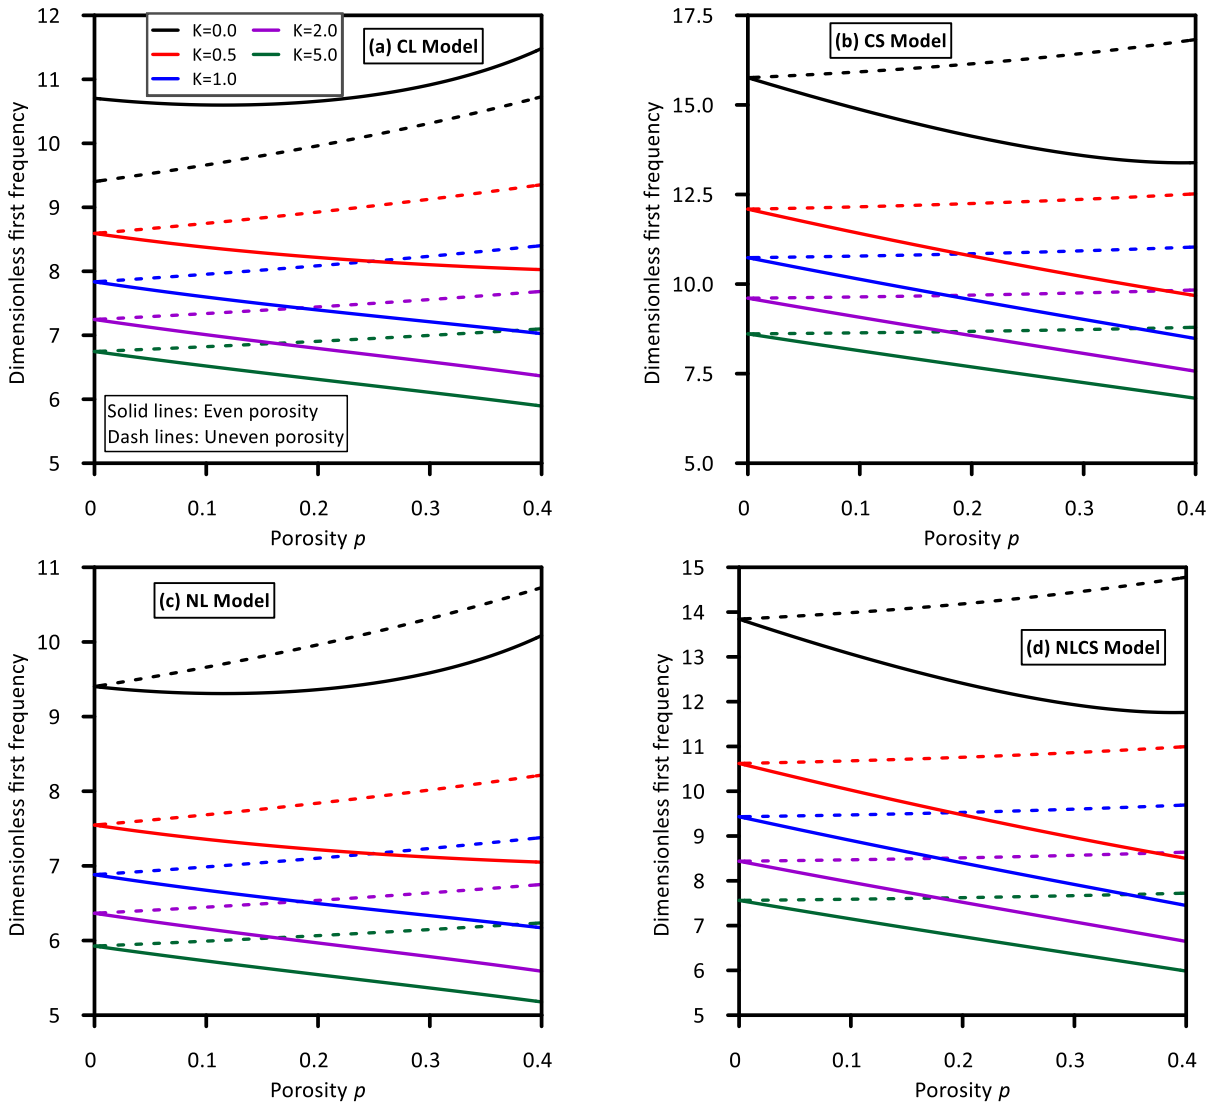 12
11
10
9
8
7
6
5
Dimensionless first frequency
K=0.0
K=2.0
K=0.5
K=5.0
K=1.0
(a) CL Model
Solid lines: Even porosity
Dash lines: Uneven porosity
0
0.1
0.2
0.3
0.4
Porosity p
17.5
15.0
12.5
10.0
7.5
5.0
Dimensionless first frequency
(b) CS Model
0
0.1
0.2
0.3
0.4
Porosity p
11
10
9
8
7
6
5
Dimensionless first frequency
(c) NL Model
0
0.1
0.2
0.3
0.4
Porosity p
15
14
13
12
11
10
9
8
7
6
5
Dimensionless first frequency
(d) NLCS Model
0
0.1
0.2
0.3
0.4
Porosity p